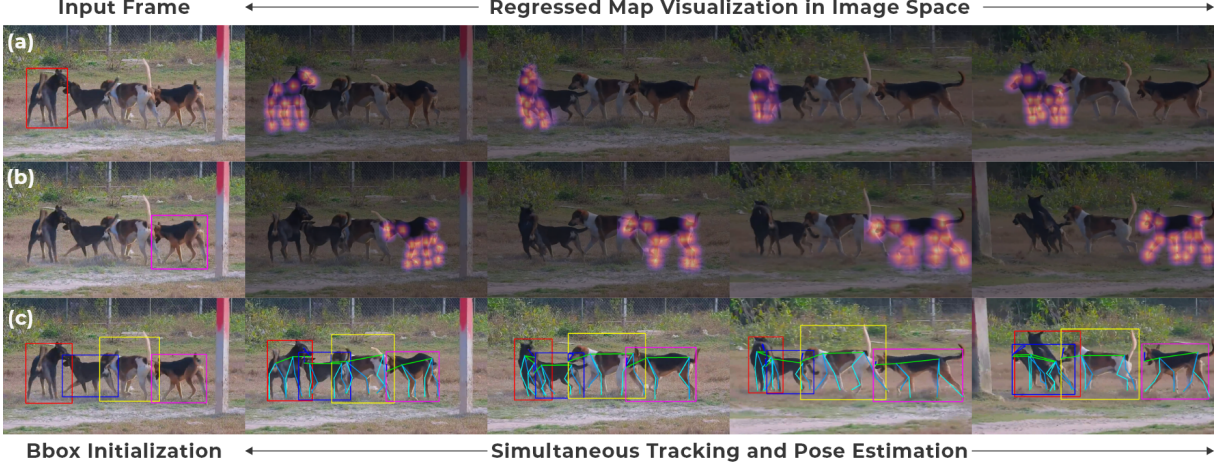 Input Frame
Regressed Map Visualization in Image Space
(a)
(b)
(c)
Bbox Initialization
Simultaneous Tracking and Pose Estimation